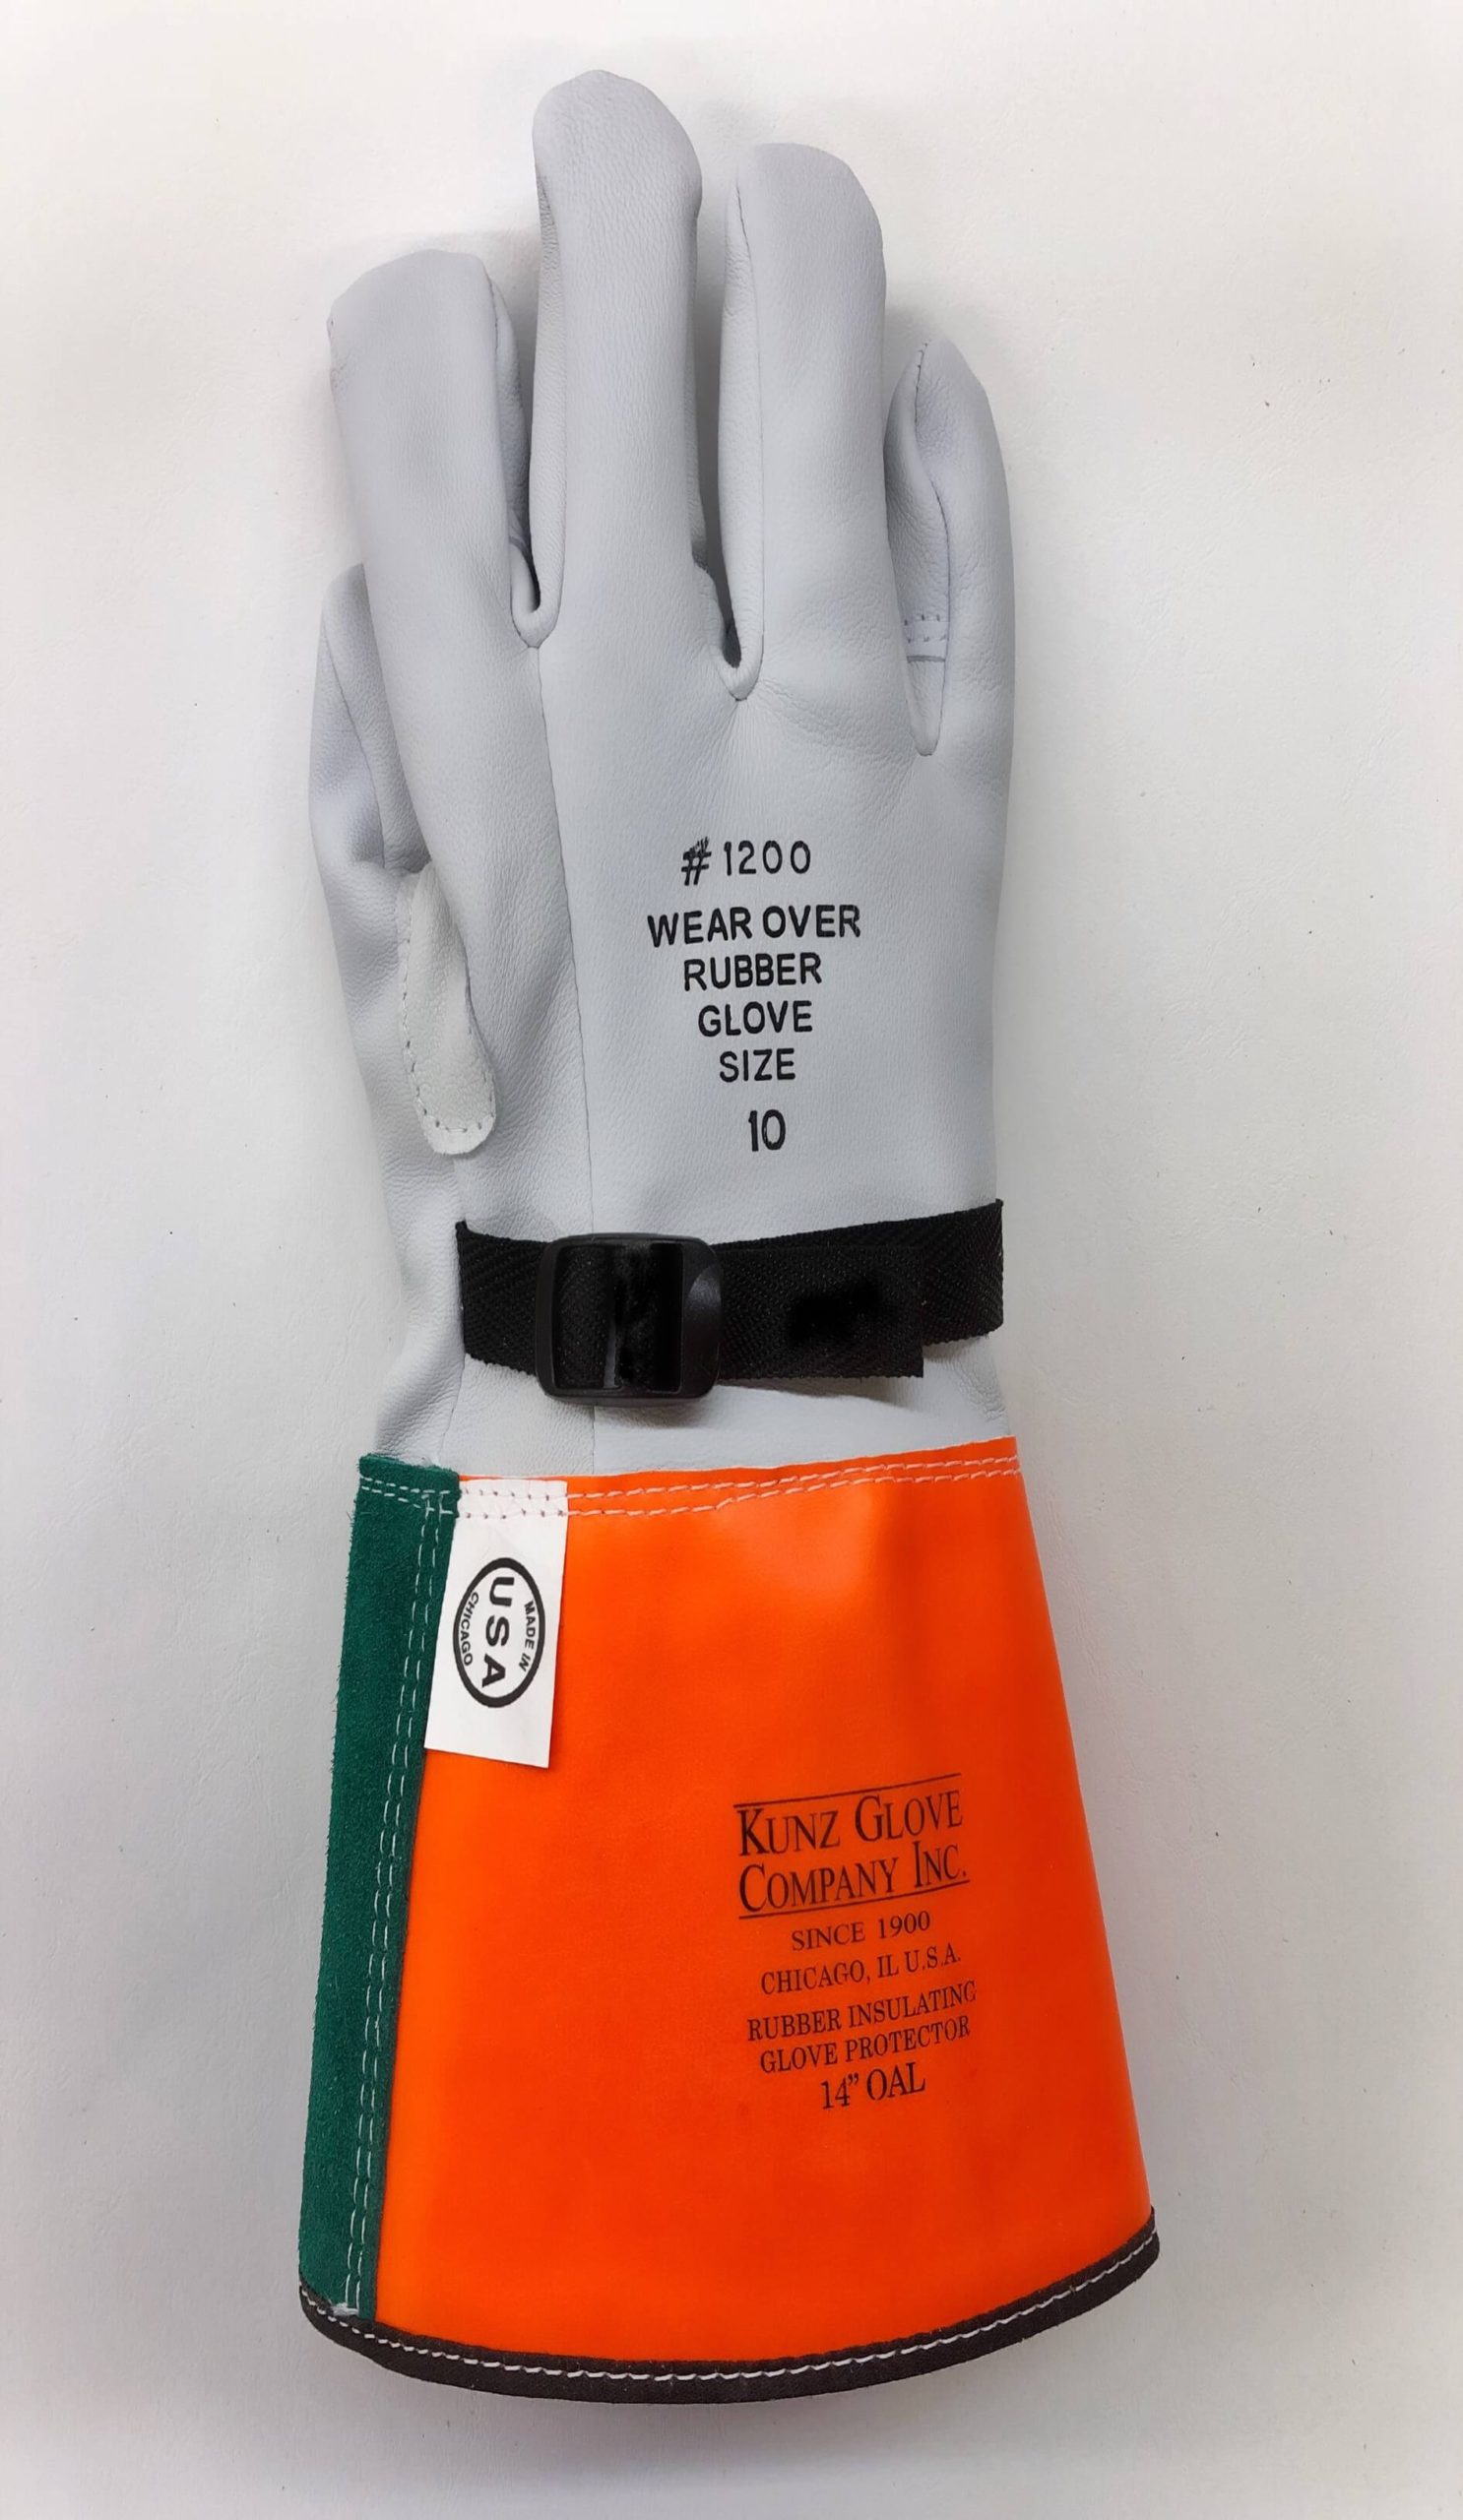 #1200
WEAR OVER
RUBBER
GLOVE
SIZE
10
MADE IN
USA
CHICAGO
KUNZ GLOVE
COMPANY INC.
SINCE 1900
CHICAGO, IL U.S.A.
RUBBER INSULATING
GLOVE PROTECTOR
14” OAL